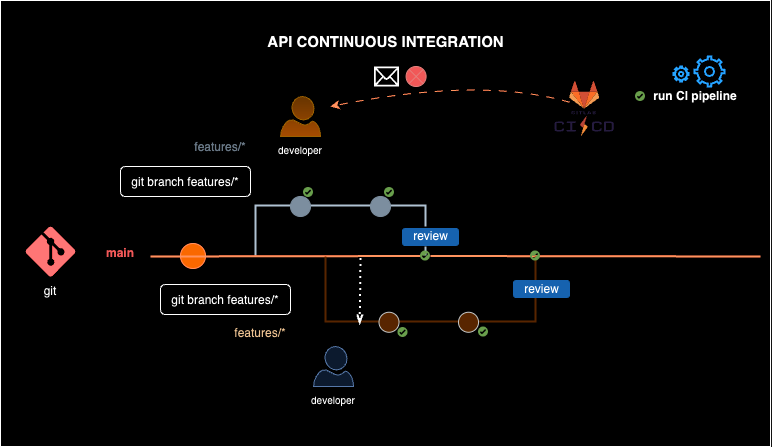 API CONTINUOUS INTEGRATION
run CI pipeline
CI CD
developer
features/*
git branch features/*
review
main
git
review
git branch features/*
features/*
developer